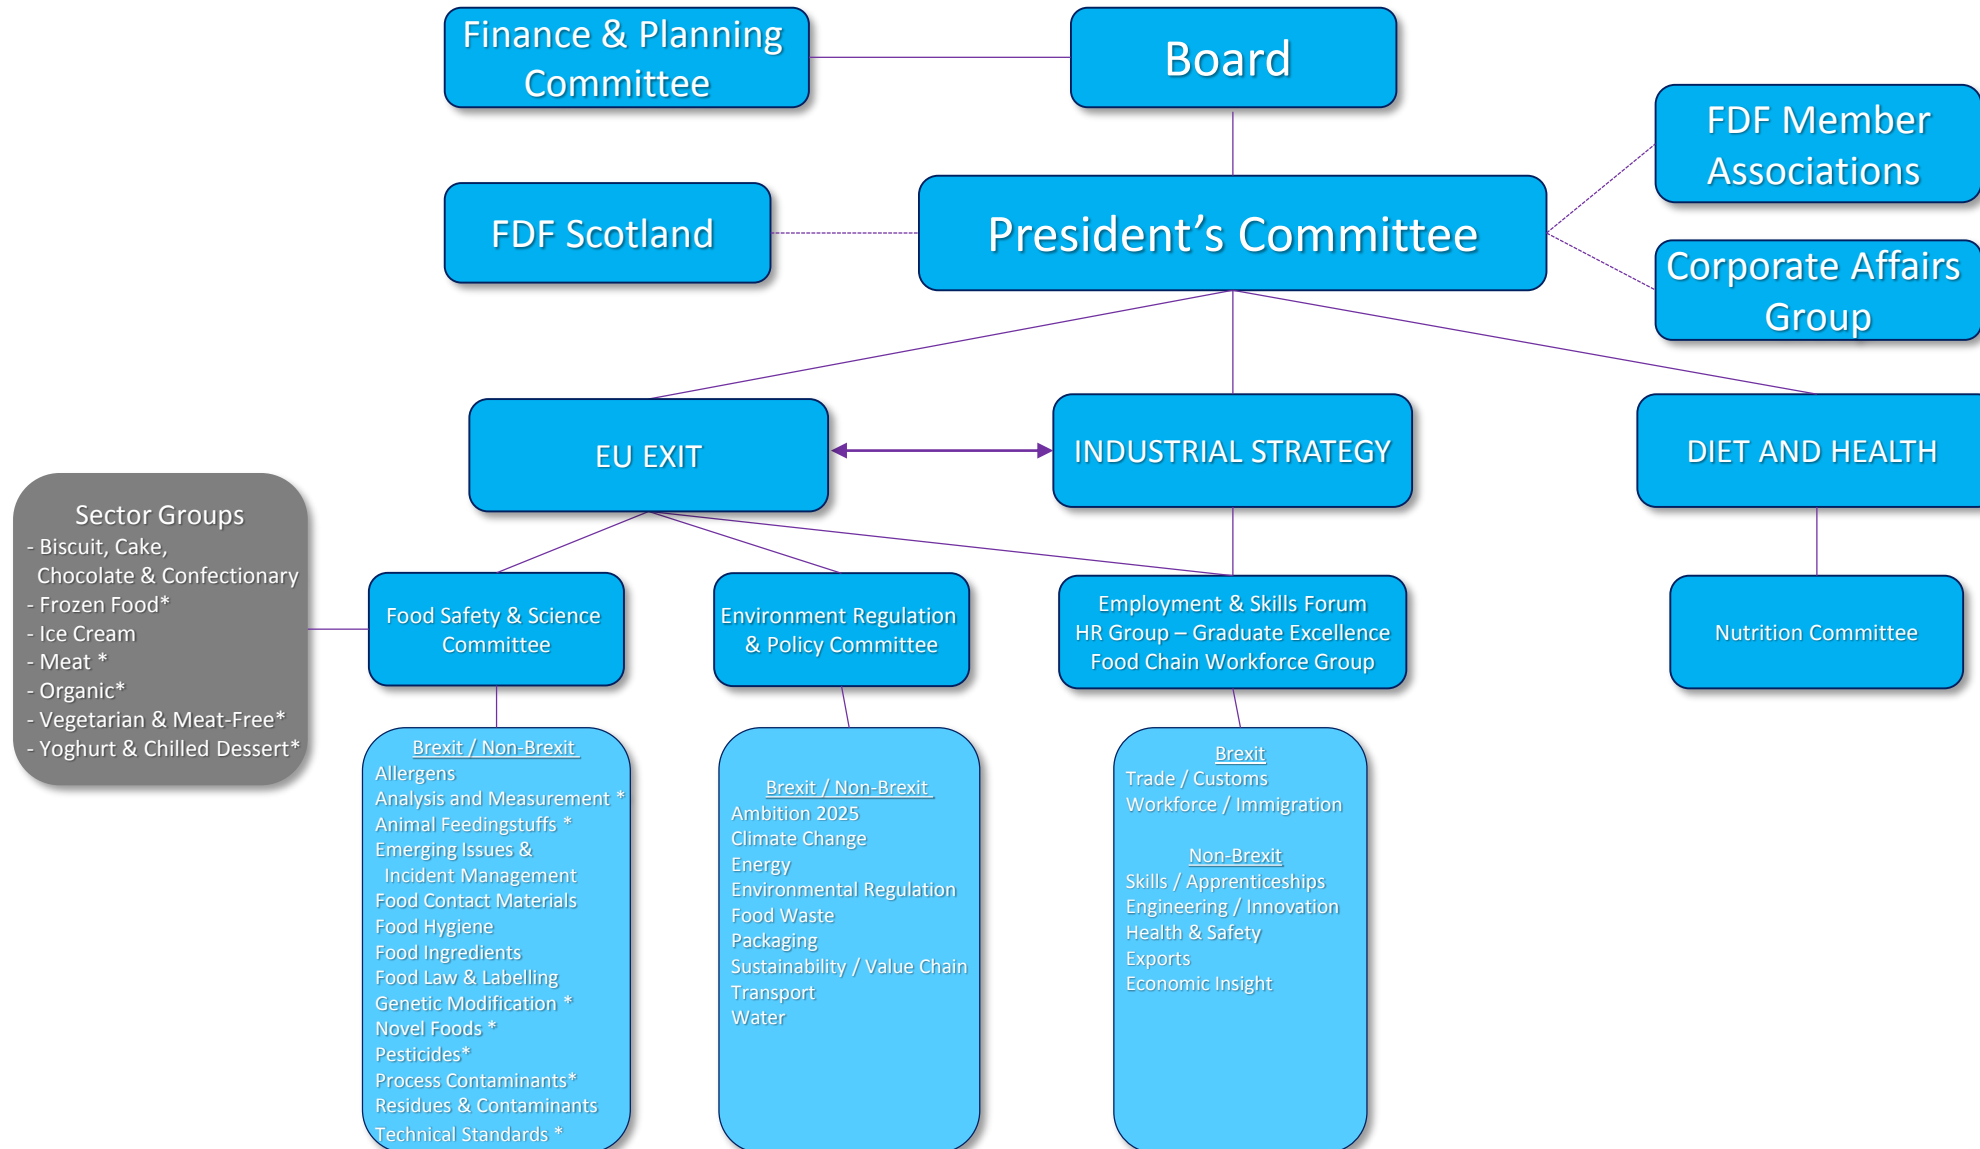 Finance & Planning
Committee
Board
FDF Member
Associations
FDF Scotland
President’s Committee
Corporate Affairs
Group
EU EXIT
INDUSTRIAL STRATEGY
DIET AND HEALTH
Sector Groups
- Biscuit, Cake,
Chocolate & Confectionary
- Frozen Food*
- Ice Cream
- Meat *
- Organic*
- Vegetarian & Meat-Free*
- Yoghurt & Chilled Dessert*
Food Safety & Science
Committee
Environment Regulation
& Policy Committee
Employment & Skills Forum
HR Group – Graduate Excellence
Food Chain Workforce Group
Nutrition Committee
Brexit / Non-Brexit
Allergens
Analysis and Measurement *
Animal Feedingstuffs *
Emerging Issues &
Incident Management
Food Contact Materials
Food Hygiene
Food Ingredients
Food Law & Labelling
Genetic Modification *
Novel Foods *
Pesticides*
Process Contaminants*
Residues & Contaminants
Technical Standards *
Brexit / Non-Brexit
Ambition 2025
Climate Change
Energy
Environmental Regulation
Food Waste
Packaging
Sustainability / Value Chain
Transport
Water
Brexit
Trade / Customs
Workforce / Immigration
Non-Brexit
Skills / Apprenticeships
Engineering / Innovation
Health & Safety
Exports
Economic Insight